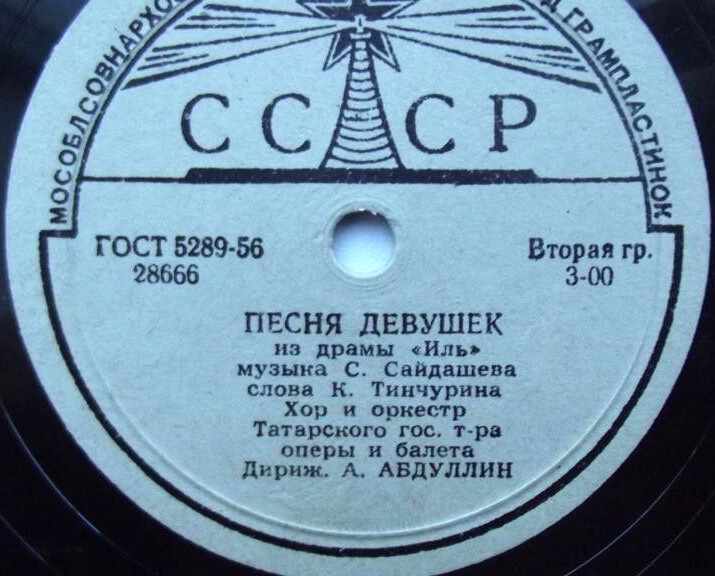 МОСОБЛСОВНАРХО
Д ГРАМПЛАСТИНОК
СССР
ГОСТ 5289-56
28666
Вторая гр.
3-00
ПЕСНЯ ДЕВУШЕК
из драмы «Иль»
музыка С. Сайдашева
слова К. Тинчурина
Хор и оркестр
Татарского гос. т-ра
оперы и балета
Дириж. А. АБДУЛЛИН